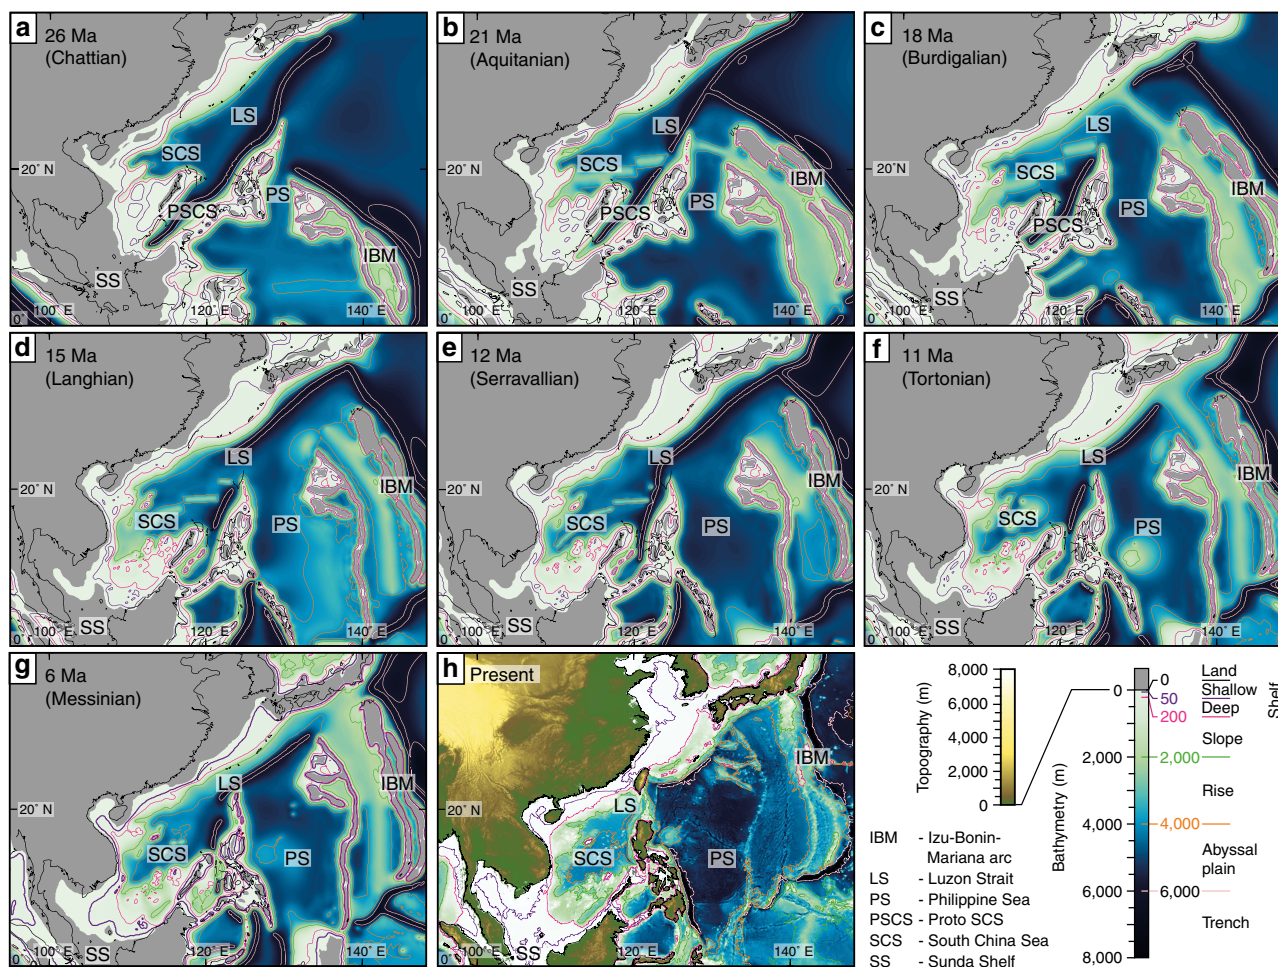 a
26 Ma
(Chattian)
LS
SCS
20° N
PS
PSCS
IBM
SS
0°
100° E
120° E
140° E
b
21 Ma
(Aquitanian)
LS
SCS
20° N
IBM
PSCS
PS
SS
0°
100° E
120° E
140° E
c
18 Ma
(Burdigalian)
LS
SCS
20° N
IBM
PS
PSCS
SS
0°
100° E
120° E
140° E
d
15 Ma
(Langhian)
LS
20° N
IBM
SCS
PS
SS
0°
100° E
120° E
140° E
e
12 Ma
(Serravallian)
LS
20° N
IBM
SCS
PS
SS
0°
100° E
120° E
140° E
f
11 Ma
(Tortonian)
LS
20° N
IBM
SCS
PS
SS
0°
100° E
120° E
140° E
g
6 Ma
(Messinian)
LS
IBM
20° N
SCS
PS
SS
0°
100° E
120° E
140° E
h
Present
IBM
LS
20° N
SCS
PS
SS
0°
100° E
120° E
140° E
Topography (m)
8,000
6,000
4,000
2,000
0
Bathymetry (m)
0
2,000
4,000
6,000
8,000
0
50
200
2,000
4,000
6,000
Land
Shallow
Deep
Shelf
Slope
Rise
Abyssal
plain
Trench
IBM - Izu-Bonin-
Mariana arc
LS - Luzon Strait
PS - Philippine Sea
PSCS - Proto SCS
SCS - South China Sea
SS - Sunda Shelf